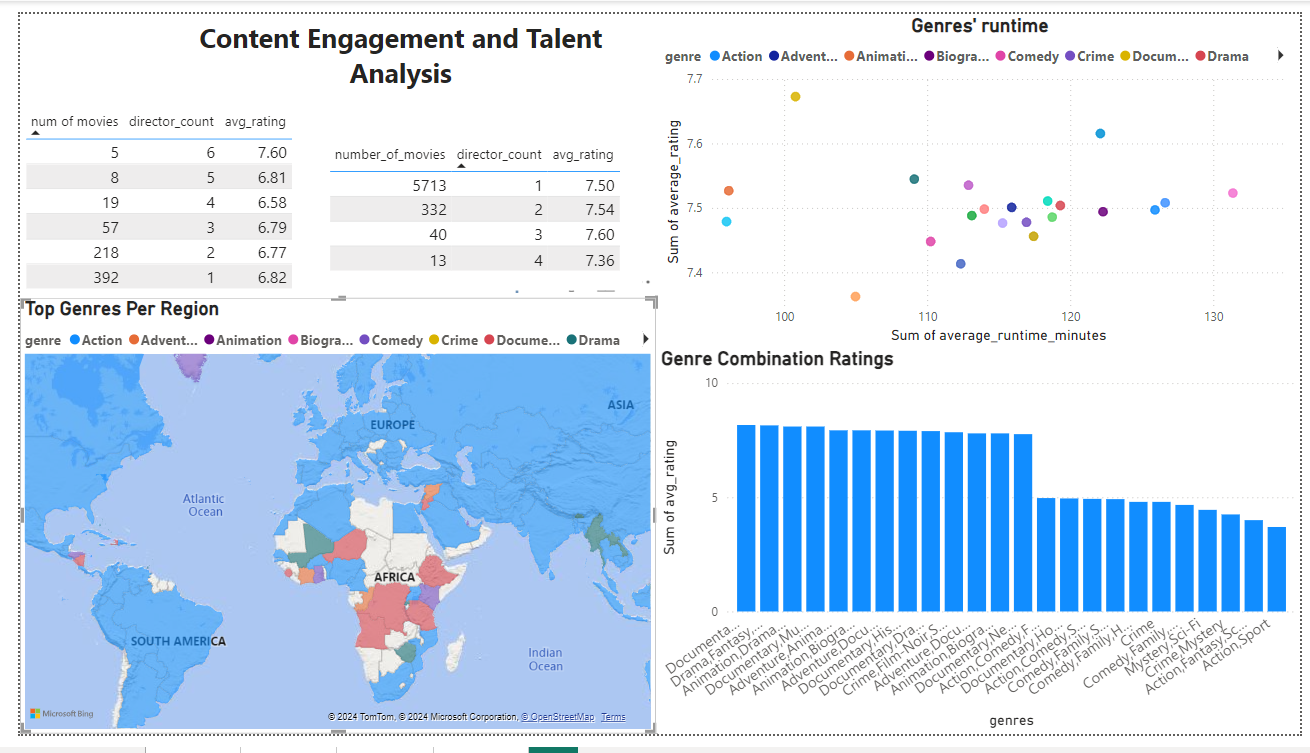 Content Engagement and Talent
Analysis
num of movies director_count avg_rating
5 6 7.60
8 5 6.81
19 4 6.58
57 3 6.79
218 2 6.77
392 1 6.82
number_of_movies director_count avg_rating
5713 1 7.50
332 2 7.54
40 3 7.60
13 4 7.36
Genres' runtime
genre Action Advent... Animati... Biogra... Comedy Crime Docum... Drama
7.7
7.6
7.5
7.4
Sum of average_rating
100 110 120 130
Sum of average_runtime_minutes
Top Genres Per Region
genre Action Advent... Animation Biogra... Comedy Crime Docume... Drama
ASIA
EUROPE
Atlantic
Ocean
AFRICA
SOUTH AMERICA
Indian
Ocean
Microsoft Bing
© 2024 TomTom, © 2024 Microsoft Corporation, © OpenStreetMap Terms
Genre Combination Ratings
10
5
0
Sum of avg_rating
Documenta...
Drama,Fantasy,...
Animation,Drama...
Documentary,Mu...
Adventure,Anima...
Animation,Biogra...
Adventure,Docu...
Documentary,His...
Documentary,Dra...
Crime,Film-Noir,S...
Adventure,Docu...
Animation,Biogra...
Documentary,Ne...
Action,Comedy,F...
Documentary,Ho...
Action,Comedy,S...
Comedy,Family,S...
Comedy,Family,H...
Crime
Comedy,Family,...
Mystery,Sci-Fi
Crime,Mystery
Action,Fantasy,Sc...
Action,Sport
genres